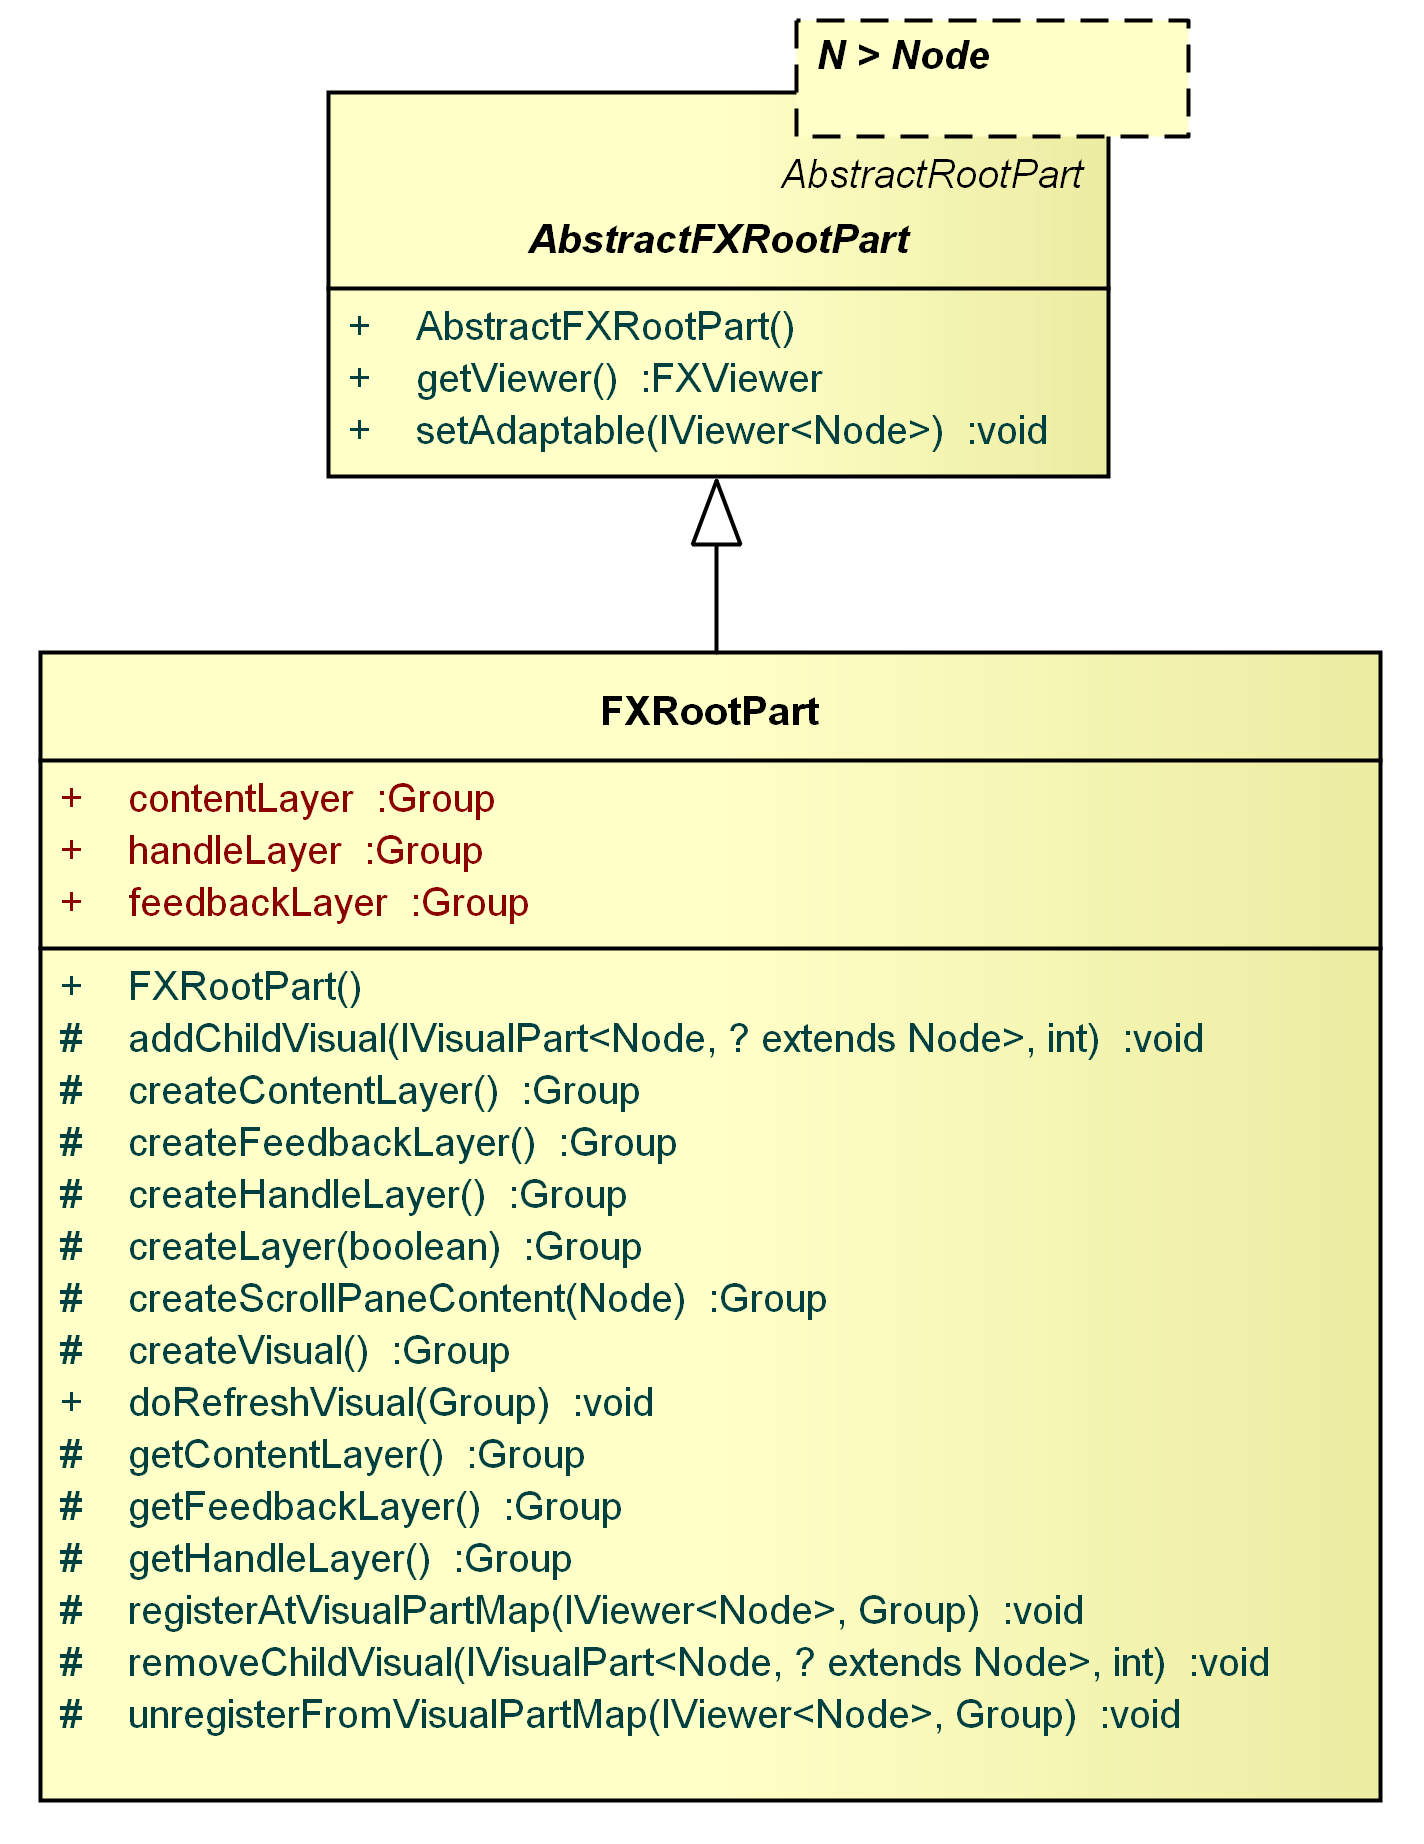 N > Node
AbstractRootPart
AbstractFXRootPart
+ AbstractFXRootPart()
+ getViewer() :FXViewer
+ setAdaptable(IViewer<Node>) :void
FXRootPart
+ contentLayer :Group
+ handleLayer :Group
+ feedbackLayer :Group
+ FXRootPart()
# addChildVisual(IVisualPart<Node, ? extends Node>, int) :void
# createContentLayer() :Group
# createFeedbackLayer() :Group
# createHandleLayer() :Group
# createLayer(boolean) :Group
# createScrollPaneContent(Node) :Group
# createVisual() :Group
+ doRefreshVisual(Group) :void
# getContentLayer() :Group
# getFeedbackLayer() :Group
# getHandleLayer() :Group
# registerAtVisualPartMap(IViewer<Node>, Group) :void
# removeChildVisual(IVisualPart<Node, ? extends Node>, int) :void
# unregisterFromVisualPartMap(IViewer<Node>, Group) :void